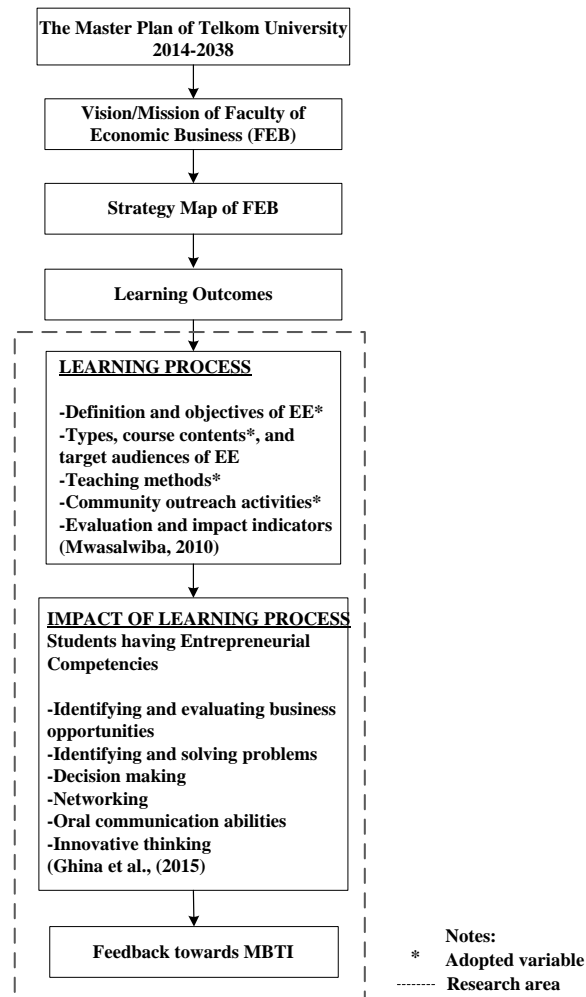 The Master Plan of Telkom University
2014-2038
Vision/Mission of Faculty of
Economic Business (FEB)
Strategy Map of FEB
Learning Outcomes
LEARNING PROCESS
-Definition and objectives of EE*
-Types, course contents*, and
target audiences of EE
-Teaching methods*
-Community outreach activities*
-Evaluation and impact indicators
(Mwasalwiba, 2010)
IMPACT OF LEARNING PROCESS
Students having Entrepreneurial
Competencies
-Identifying and evaluating business
opportunities
-Identifying and solving problems
-Decision making
-Networking
-Oral communication abilities
-Innovative thinking
(Ghina et al., (2015)
Feedback towards MBTI
Notes:
* Adopted variable
-------- Research area